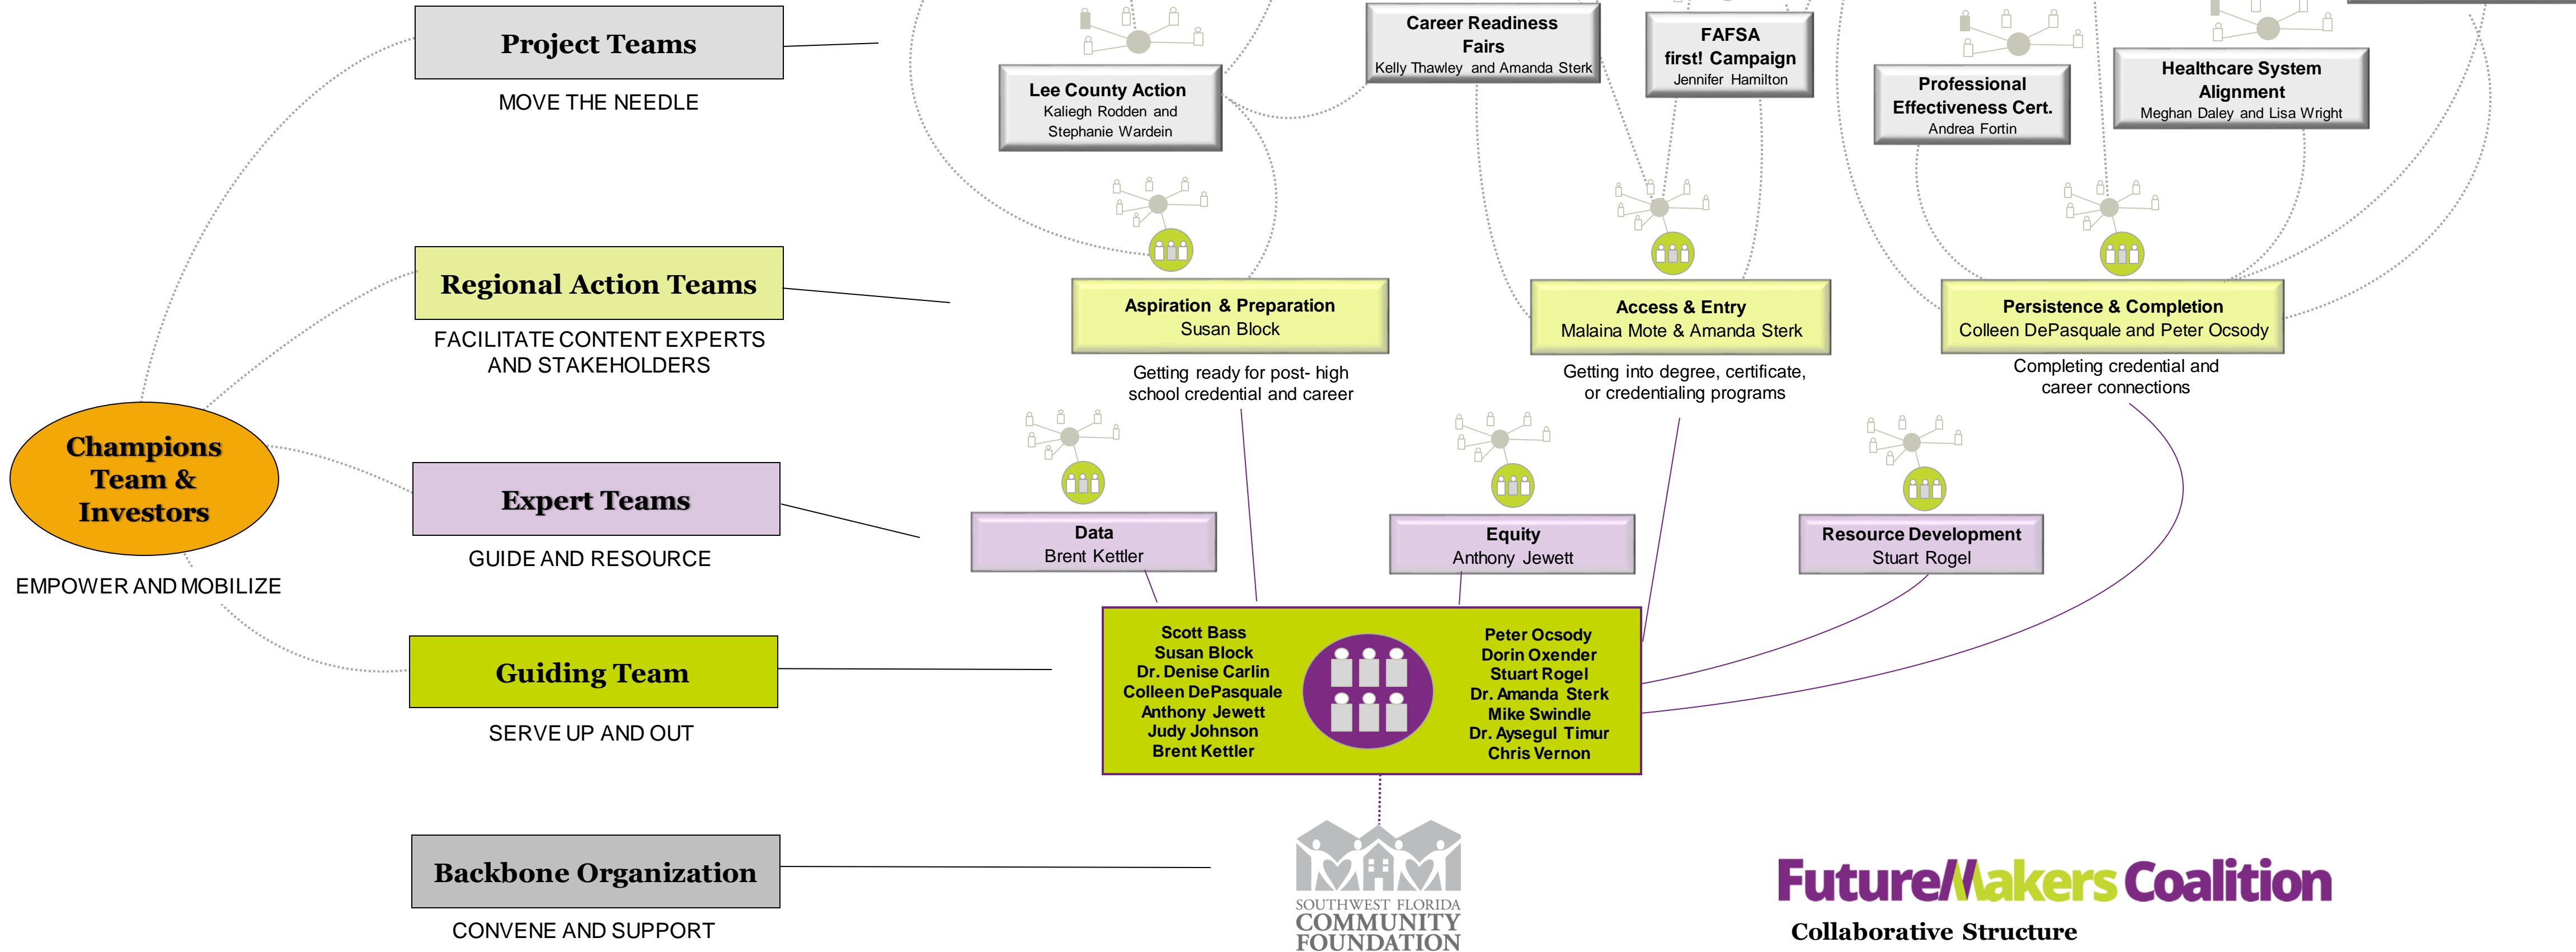 Project Teams
MOVE THE NEEDLE
Lee County Action
Kaliegh Rodden and
Stephanie Wardein
Career Readiness
Fairs
Kelly Thawley and Amanda Sterk
FAFSA
first! Campaign
Jennifer Hamilton
Professional
Effectiveness Cert.
Andrea Fortin
Healthcare System
Alignment
Meghan Daley and Lisa Wright
Regional Action Teams
FACILITATE CONTENT EXPERTS
AND STAKEHOLDERS
Aspiration & Preparation
Susan Block
Getting ready for post- high
school credential and career
Access & Entry
Malaina Mote & Amanda Sterk
Getting into degree, certificate,
or credentialing programs
Persistence & Completion
Colleen DePasquale and Peter Ocsody
Completing credential and
career connections
Champions
Team &
Investors
EMPOWER AND MOBILIZE
Expert Teams
GUIDE AND RESOURCE
Data
Brent Kettler
Equity
Anthony Jewett
Resource Development
Stuart Rogel
Guiding Team
SERVE UP AND OUT
Scott Bass
Susan Block
Dr. Denise Carlin
Colleen DePasquale
Anthony Jewett
Judy Johnson
Brent Kettler
Peter Ocsody
Dorin Oxender
Stuart Rogel
Dr. Amanda Sterk
Mike Swindle
Dr. Aysegul Timur
Chris Vernon
Backbone Organization
CONVENE AND SUPPORT
SOUTHWEST FLORIDA
COMMUNITY
FOUNDATION
FutureMakers Coalition
Collaborative Structure